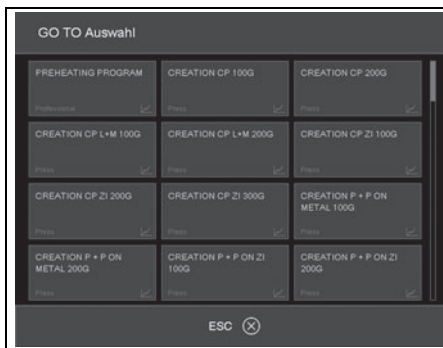 GO TO Auswahl
PREHEATING PROGRAM
Professional
CREATION CP 100G
Press
CREATION CP 200G
Press
CREATION CP L+M 100G
Press
CREATION CP L+M 200G
Press
CREATION CP ZI 100G
Press
CREATION CP ZI 200G
Press
CREATION CP ZI 300G
Press
CREATION P + P ON
METAL 100G
Press
CREATION P + P ON
METAL 200G
Press
CREATION P + P ON ZI
100G
Press
CREATION P + P ON ZI
200G
Press
ESC